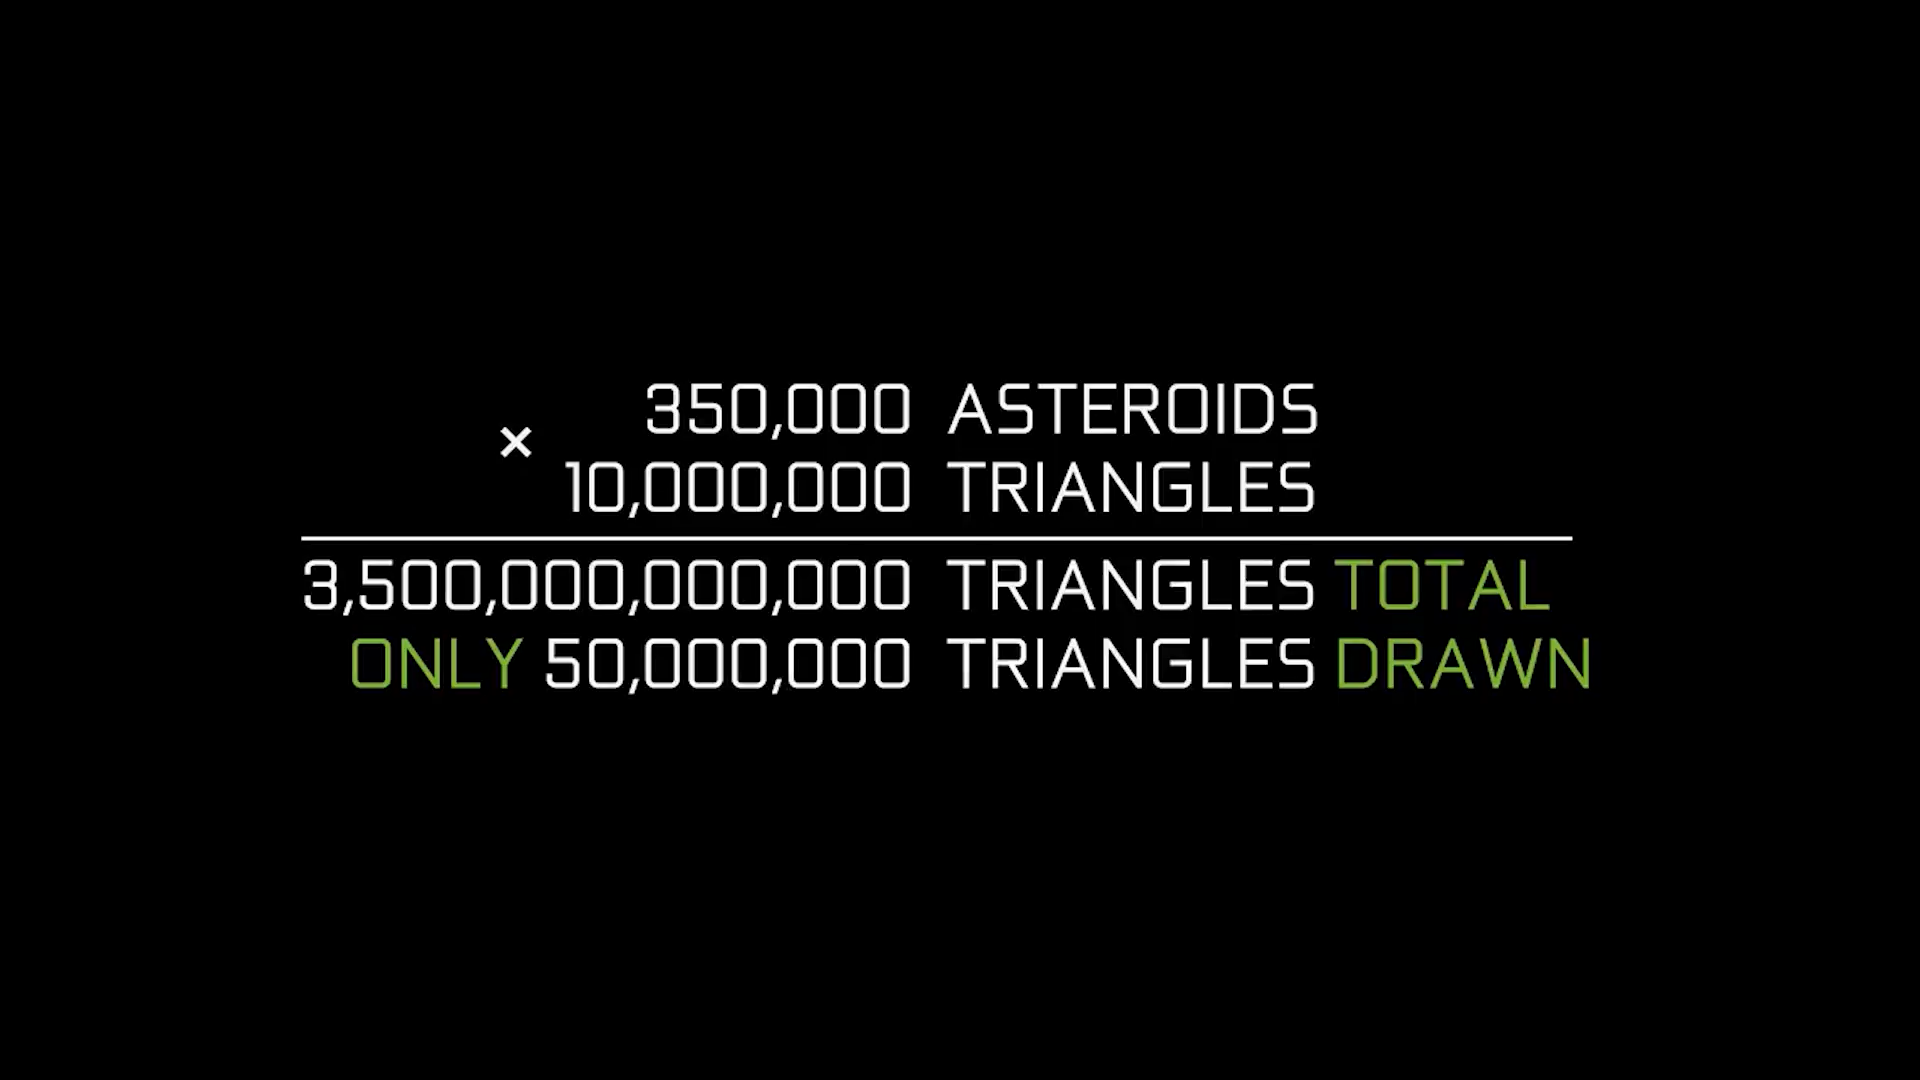 350,000 ASTEROIDS
×
10,000,000 TRIANGLES
3,500,000,000,000 TRIANGLES TOTAL
ONLY 50,000,000 TRIANGLES DRAWN